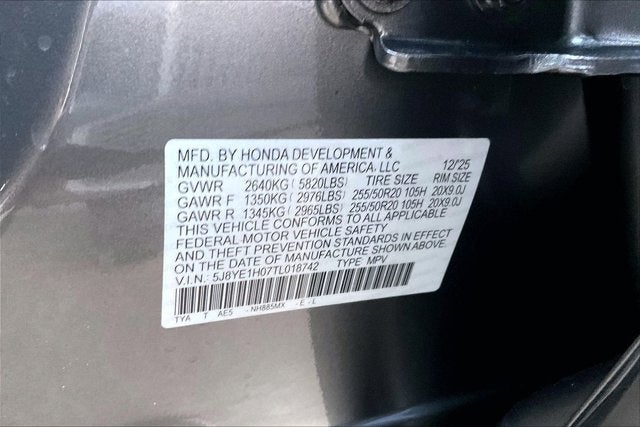 MFD. BY HONDA DEVELOPMENT &
MANUFACTURING OF AMERICA, LLC 12/25
GVWR 2640KG ( 5820LBS) TIRE SIZE RIM SIZE
GAWR F 1350KG ( 2976LBS) 255/50R20 105H 20X9.0J
GAWR R 1345KG ( 2965LBS) 255/50R20 105H 20X9.0J
THIS VEHICLE CONFORMS TO ALL APPLICABLE
FEDERAL MOTOR VEHICLE SAFETY
AND THEFT PREVENTION STANDARDS IN EFFECT
ON THE DATE OF MANUFACTURE SHOWN ABOVE.
V.I.N.: 5J8YE1H07TL018742 TYPE: MPV
TYA T AE5 - NH885MX - E - L